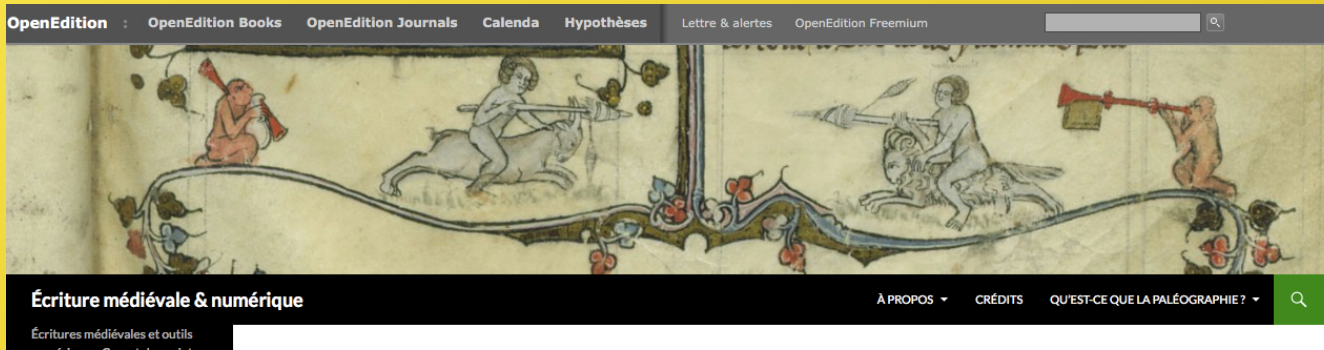 OpenEdition : OpenEdition Books OpenEdition Journals Calenda Hypothèses Lettre & alertes OpenEdition Freemium
Écriture médiévale & numérique À PROPOS CRÉDITS QU'EST-CE QUE LA PALÉOGRAPHIE ?
Écritures médiévales et outils